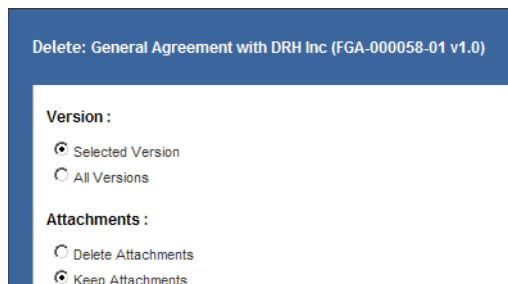 Delete: General Agreement with DRH Inc (FGA-000058-01 v1.0)
Version :
Selected Version
All Versions
Attachments :
Delete Attachments
Keep Attachments